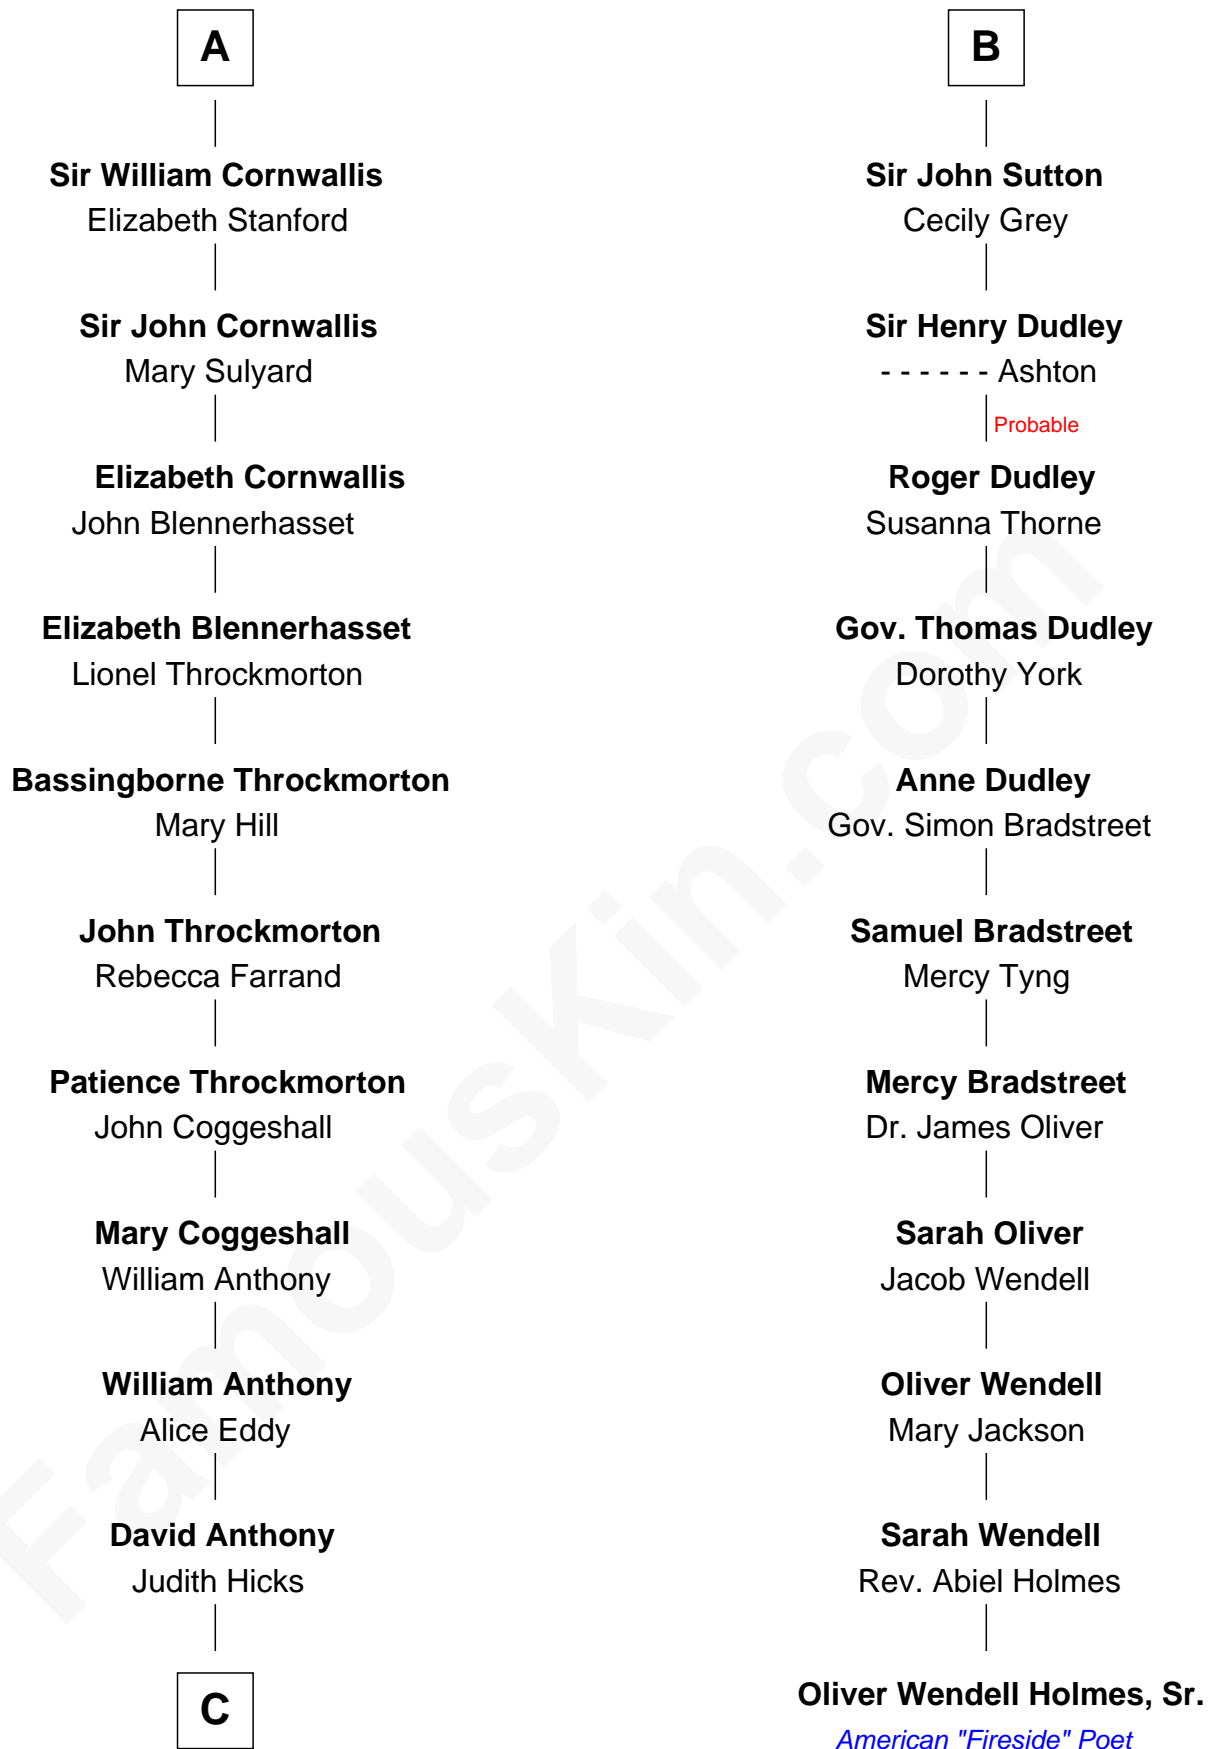 A
Sir William Cornwallis
Elizabeth Stanford
Sir John Cornwallis
Mary Sulyard
Elizabeth Cornwallis
John Blennerhasset
Elizabeth Blennerhasset
Lionel Throckmorton
Bassingborne Throckmorton
Mary Hill
John Throckmorton
Rebecca Farrand
Patience Throckmorton
John Coggeshall
Mary Coggeshall
William Anthony
William Anthony
Alice Eddy
David Anthony
Judith Hicks
C
B
Sir John Sutton
Cecily Grey
Sir Henry Dudley
- - - - - - Ashton
Probable
Roger Dudley
Susanna Thorne
Gov. Thomas Dudley
Dorothy York
Anne Dudley
Gov. Simon Bradstreet
Samuel Bradstreet
Mercy Tyng
Mercy Bradstreet
Dr. James Oliver
Sarah Oliver
Jacob Wendell
Oliver Wendell
Mary Jackson
Sarah Wendell
Rev. Abiel Holmes
Oliver Wendell Holmes, Sr.
American "Fireside" Poet
FamousKin.com